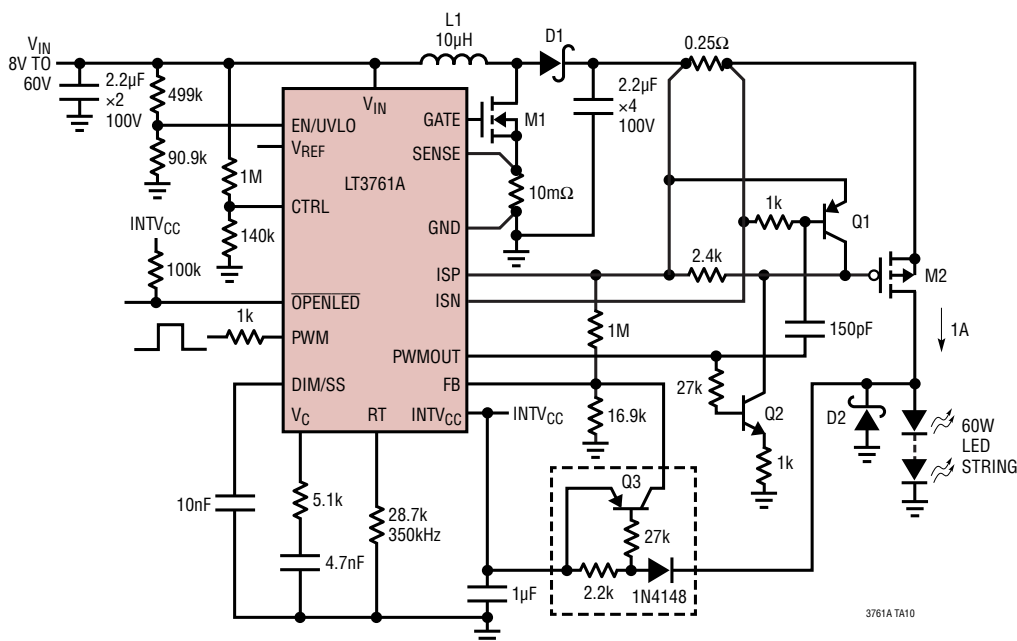 L1
10µH
D1
0.25Ω
VIN
8V TO
60V
2.2µF
×2
100V
499k
90.9k
1M
140k
INTVCC
100k
1k
VIN
EN/UVLO
VREF
LT3761A
CTRL
OPENLED
PWM
DIM/SS
VC
RT
GATE
SENSE
GND
ISP
ISN
PWMOUT
FB
INTVCC
INTVCC
M1
10mΩ
2.2µF
×4
100V
1k
Q1
2.4k
M2
1A
150pF
1M
27k
16.9k
Q2
1k
D2
60W
LED
STRING
10nF
5.1k
4.7nF
28.7k
350kHz
1µF
Q3
27k
2.2k
1N4148
3761A TA10